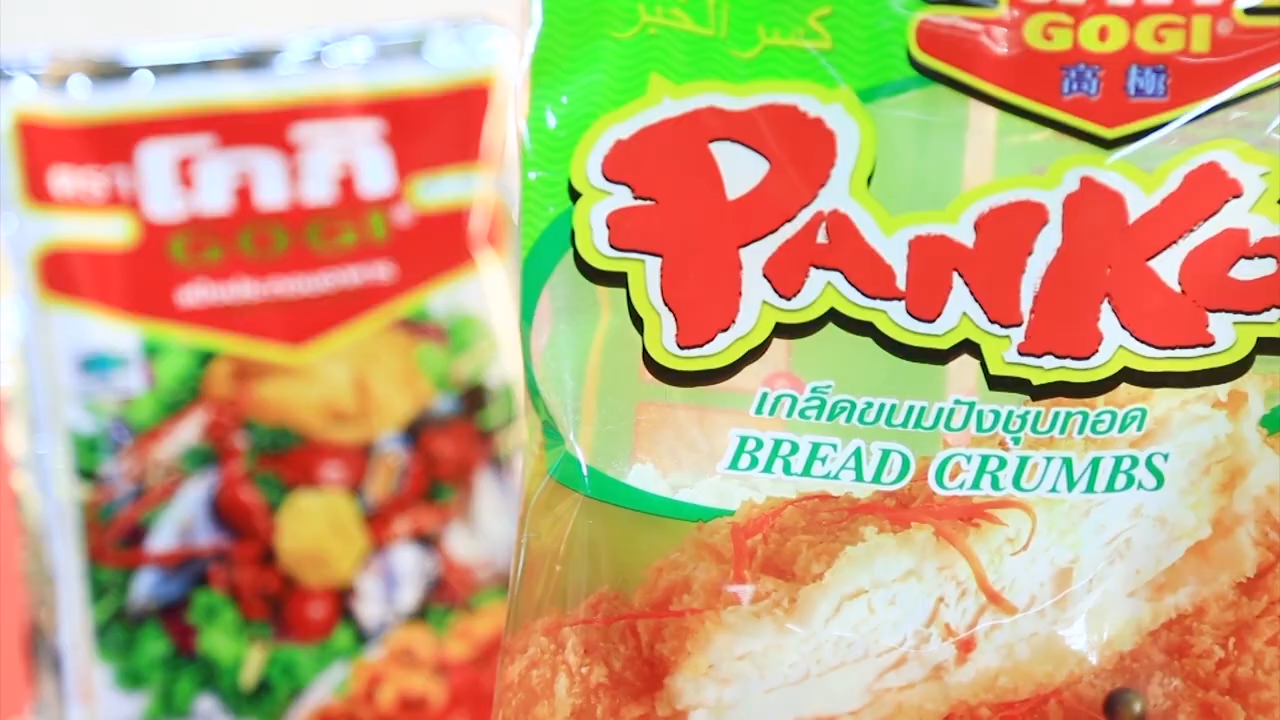 ตรา โกกิ
GOGI
كسر الخبز
GOGI®
高極
PANKO
เกล็ดขนมปังชุบทอด
BREAD CRUMBS